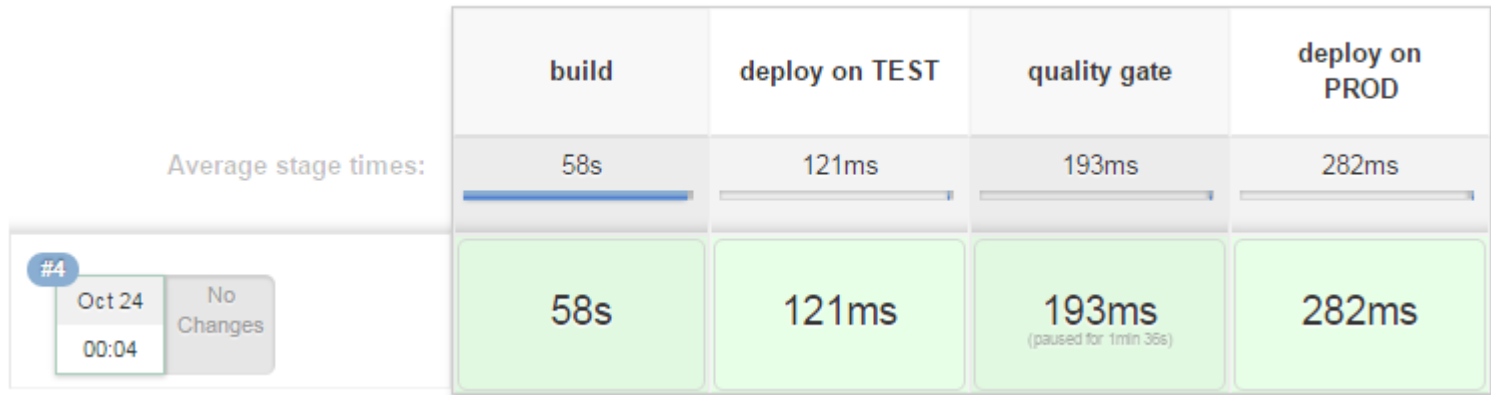 build
deploy on TEST
quality gate
deploy on
PROD
Average stage times:
58s
121ms
193ms
282ms
#4
Oct 24
00:04
No
Changes
58s
121ms
193ms
(paused for 1min 36s)
282ms